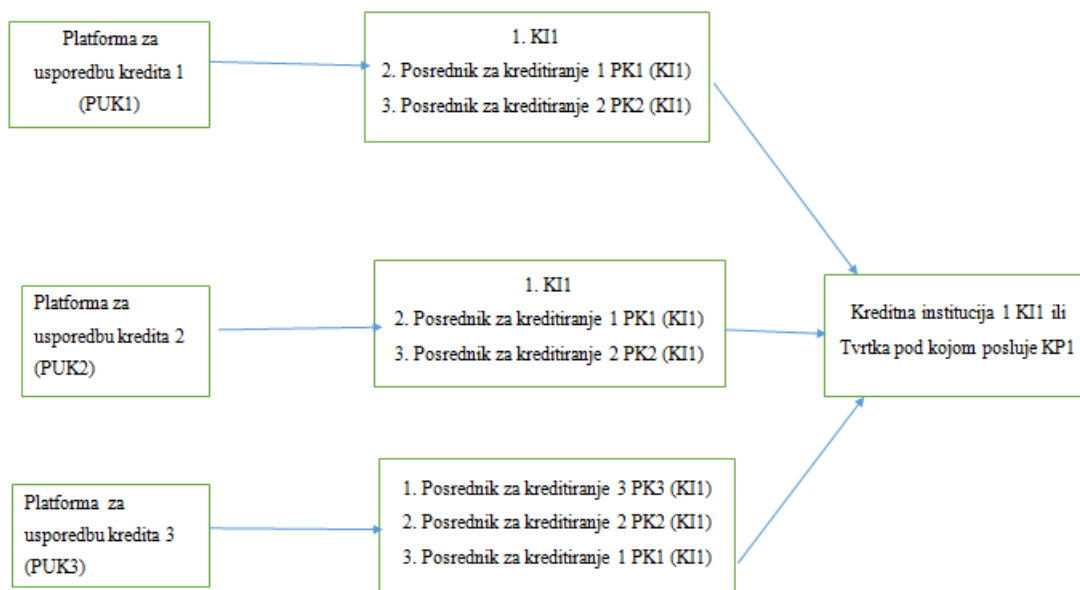 Platforma za
usporedbu kredita 1
(PUK1)
1. KI1
2. Posrednik za kreditiranje 1 PK1 (KI1)
3. Posrednik za kreditiranje 2 PK2 (KI1)
Platforma za
usporedbu kredita 2
(PUK2)
1. KI1
2. Posrednik za kreditiranje 1 PK1 (KI1)
3. Posrednik za kreditiranje 2 PK2 (KI1)
Kreditna institucija 1 KI1 ili
Tvrtka pod kojom posluje KP1
Platforma za
usporedbu kredita 3
(PUK3)
1. Posrednik za kreditiranje 3 PK3 (KI1)
2. Posrednik za kreditiranje 2 PK2 (KI1)
3. Posrednik za kreditiranje 1 PK1 (KI1)